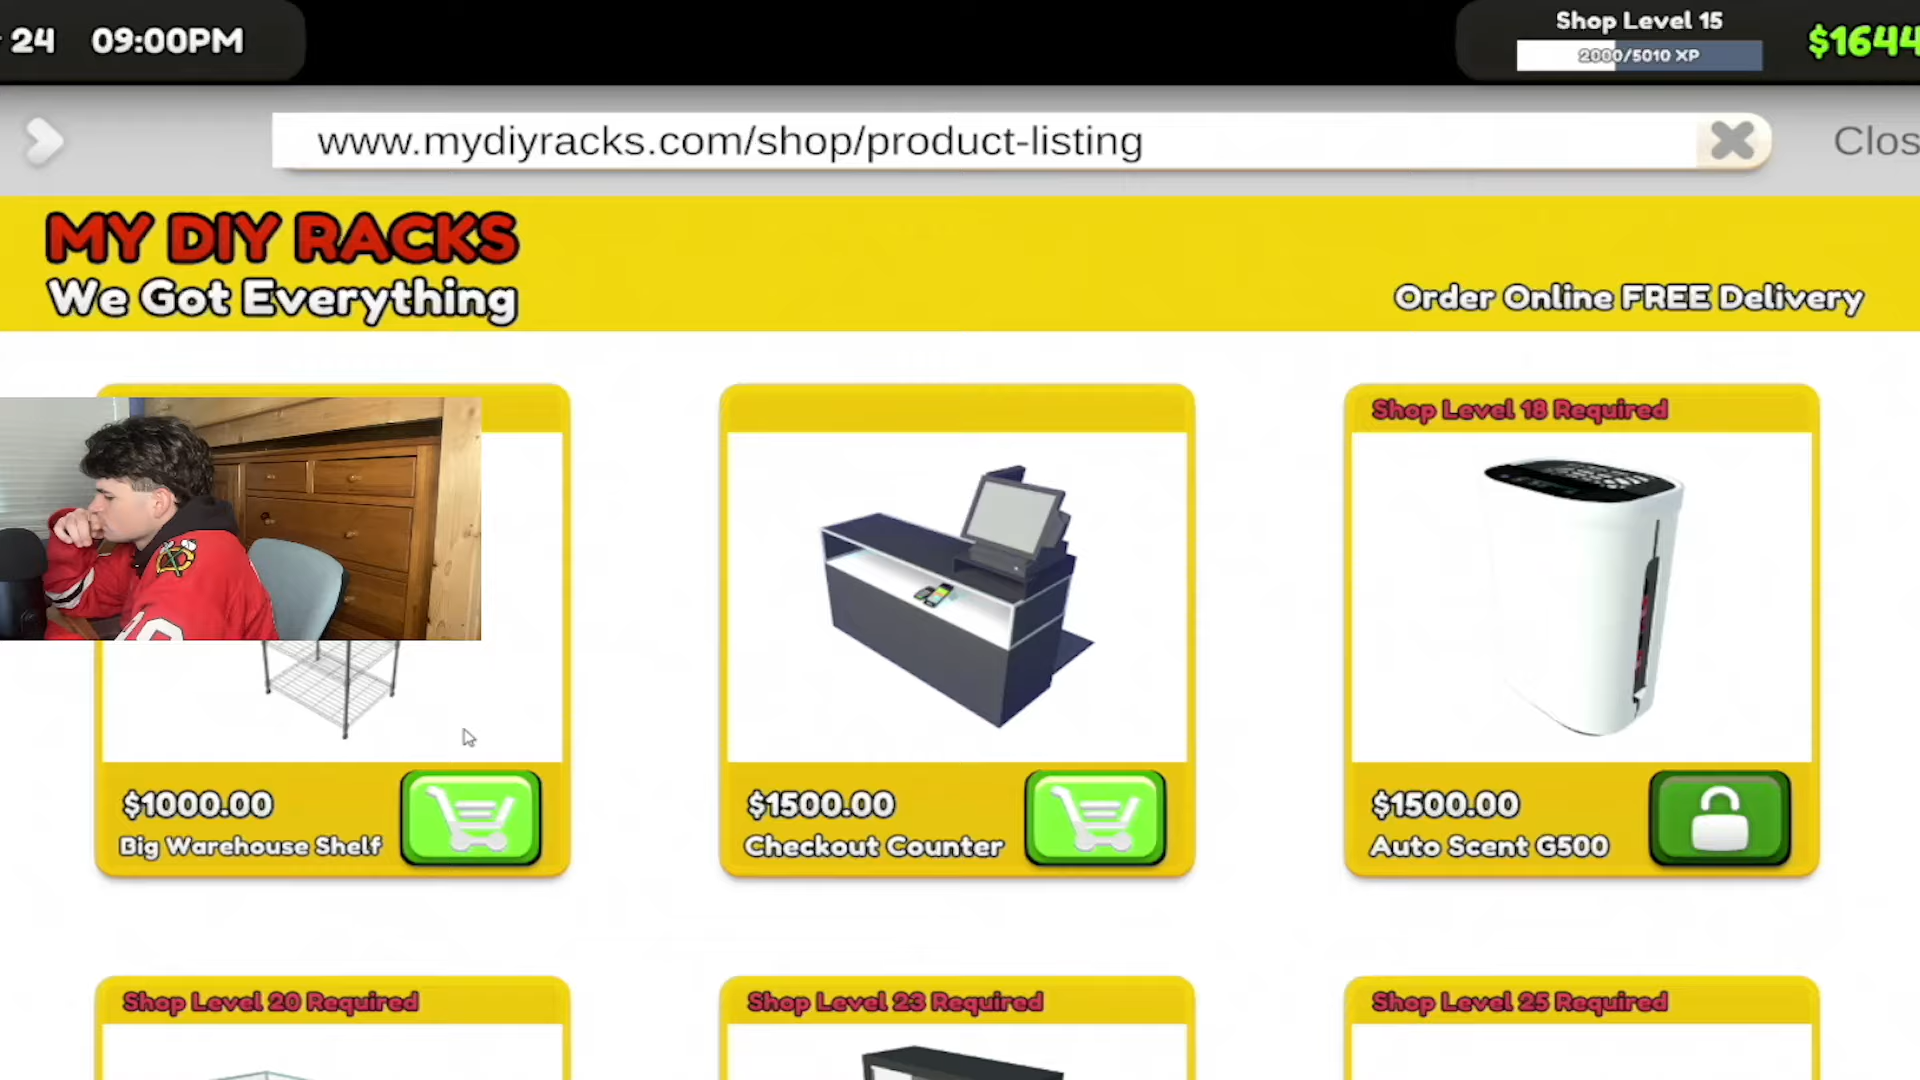 24 09:00PM
Shop Level 15
2000/5010 XP
$1644
www.mydiyracks.com/shop/product-listing
Clos
MY DIY RACKS
We Got Everything
Order Online FREE Delivery
$1000.00
Big Warehouse Shelf
$1500.00
Checkout Counter
Shop Level 18 Required
$1500.00
Auto Scent G500
Shop Level 20 Required
Shop Level 23 Required
Shop Level 25 Required